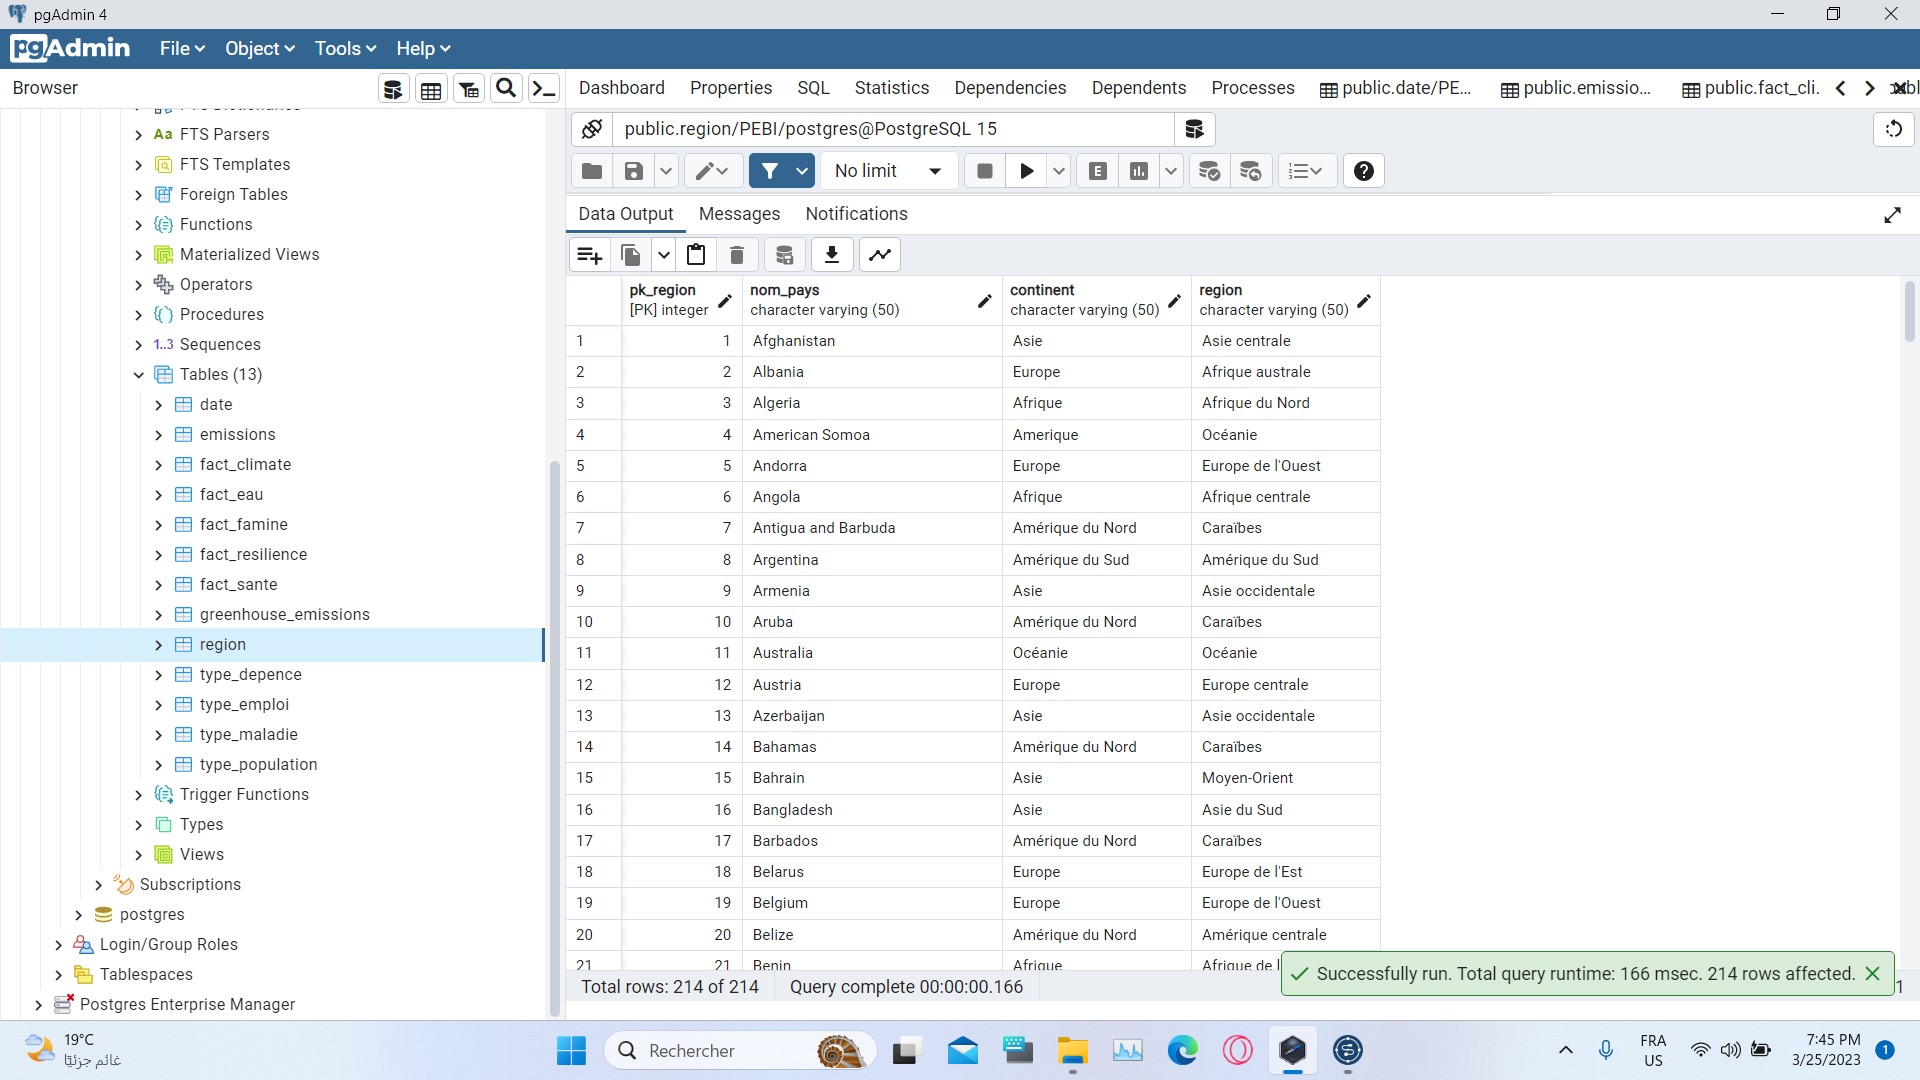 pgAdmin 4
pgAdmin File Object Tools Help
Browser
Dashboard Properties SQL Statistics Dependencies Dependents Processes public.date/PE... public.emissio... public.fact_cli.
Aa FTS Parsers
FTS Templates
Foreign Tables
Functions
Materialized Views
Operators
Procedures
1..3 Sequences
Tables (13)
date
emissions
fact_climate
fact_eau
fact_famine
fact_resilience
fact_sante
greenhouse_emissions
region
type_depence
type_emploi
type_maladie
type_population
Trigger Functions
Types
Views
Subscriptions
postgres
Login/Group Roles
Tablespaces
Postgres Enterprise Manager
public.region/PEBI/postgres@PostgreSQL 15
No limit E
Data Output Messages Notifications
pk_region nom_pays continent region
[PK] integer character varying (50) character varying (50) character varying (50)
1 1 Afghanistan Asie Asie centrale
2 2 Albania Europe Afrique australe
3 3 Algeria Afrique Afrique du Nord
4 4 American Somoa Amerique Océanie
5 5 Andorra Europe Europe de l'Ouest
6 6 Angola Afrique Afrique centrale
7 7 Antigua and Barbuda Amérique du Nord Caraïbes
8 8 Argentina Amérique du Sud Amérique du Sud
9 9 Armenia Asie Asie occidentale
10 10 Aruba Amérique du Nord Caraïbes
11 11 Australia Océanie Océanie
12 12 Austria Europe Europe centrale
13 13 Azerbaijan Asie Asie occidentale
14 14 Bahamas Amérique du Nord Caraïbes
15 15 Bahrain Asie Moyen-Orient
16 16 Bangladesh Asie Asie du Sud
17 17 Barbados Amérique du Nord Caraïbes
18 18 Belarus Europe Europe de l'Est
19 19 Belgium Europe Europe de l'Ouest
20 20 Belize Amérique du Nord Amérique centrale
21 21 Benin Afrique Afrique de l
Successfully run. Total query runtime: 166 msec. 214 rows affected.
Total rows: 214 of 214 Query complete 00:00:00.166
19°C
غائم جزئيًا
Rechercher
FRA
US
7:45 PM
3/25/2023
1